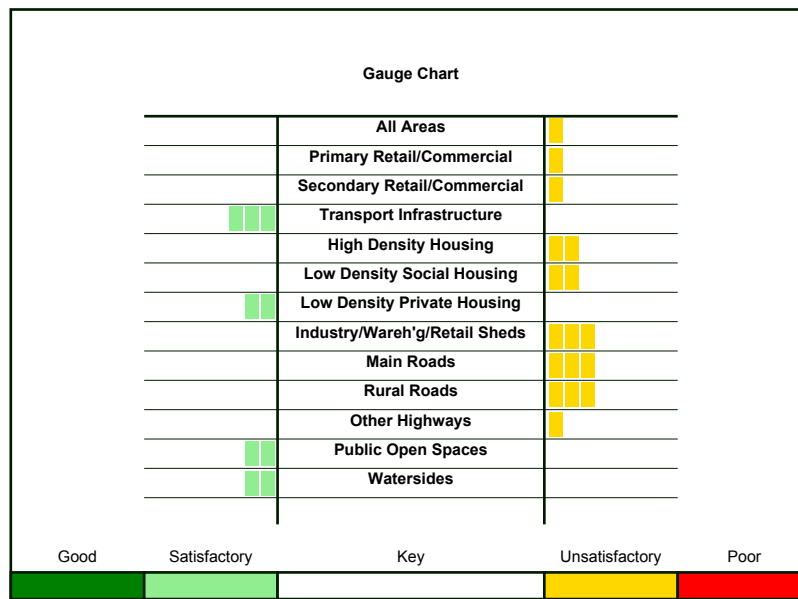 Gauge Chart
All Areas
Primary Retail/Commercial
Secondary Retail/Commercial
Transport Infrastructure
High Density Housing
Low Density Social Housing
Low Density Private Housing
Industry/Wareh'g/Retail Sheds
Main Roads
Rural Roads
Other Highways
Public Open Spaces
Watersides
Good Satisfactory Key Unsatisfactory Poor